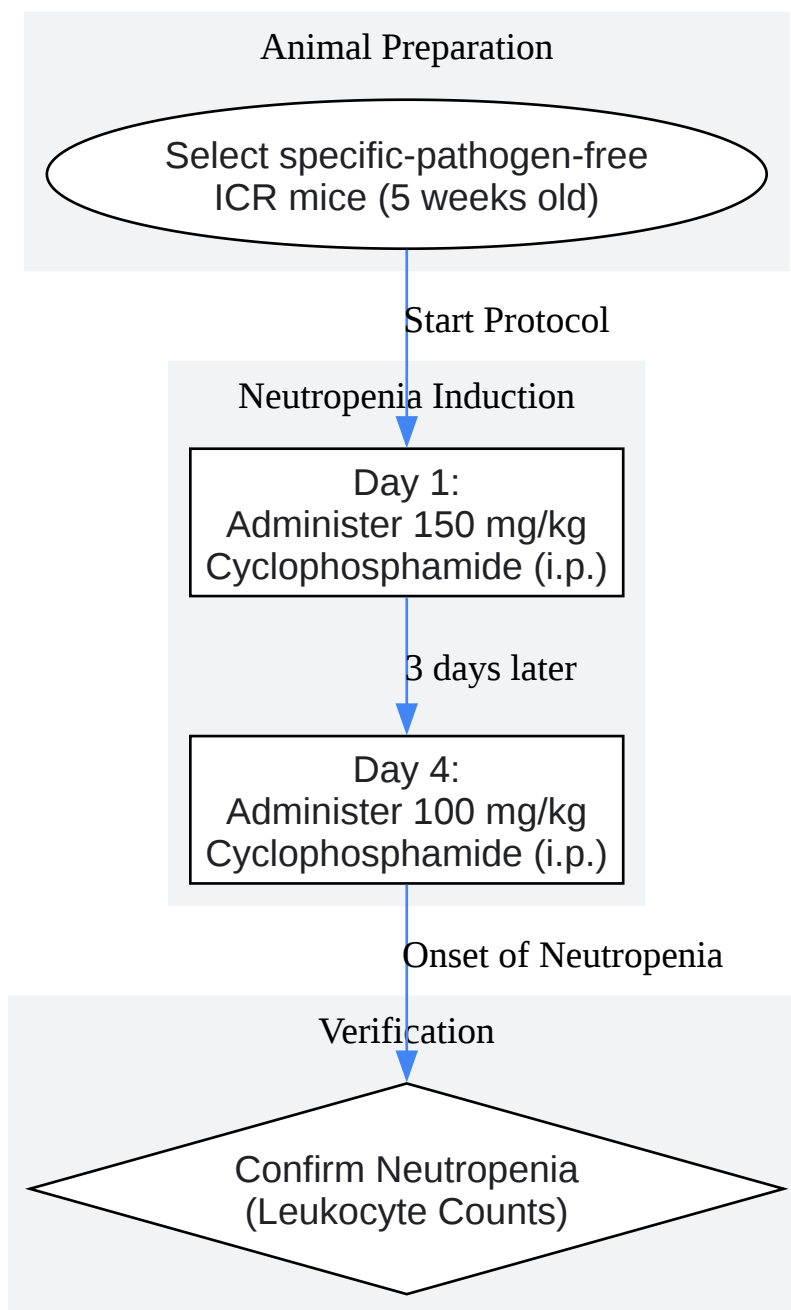 Animal Preparation
Select specific-pathogen-free
ICR mice (5 weeks old)
Start Protocol
Neutropenia Induction
Day 1:
Administer 150 mg/kg
Cyclophosphamide (i.p.)
3 days later
Day 4:
Administer 100 mg/kg
Cyclophosphamide (i.p.)
Onset of Neutropenia
Verification
Confirm Neutropenia
(Leukocyte Counts)